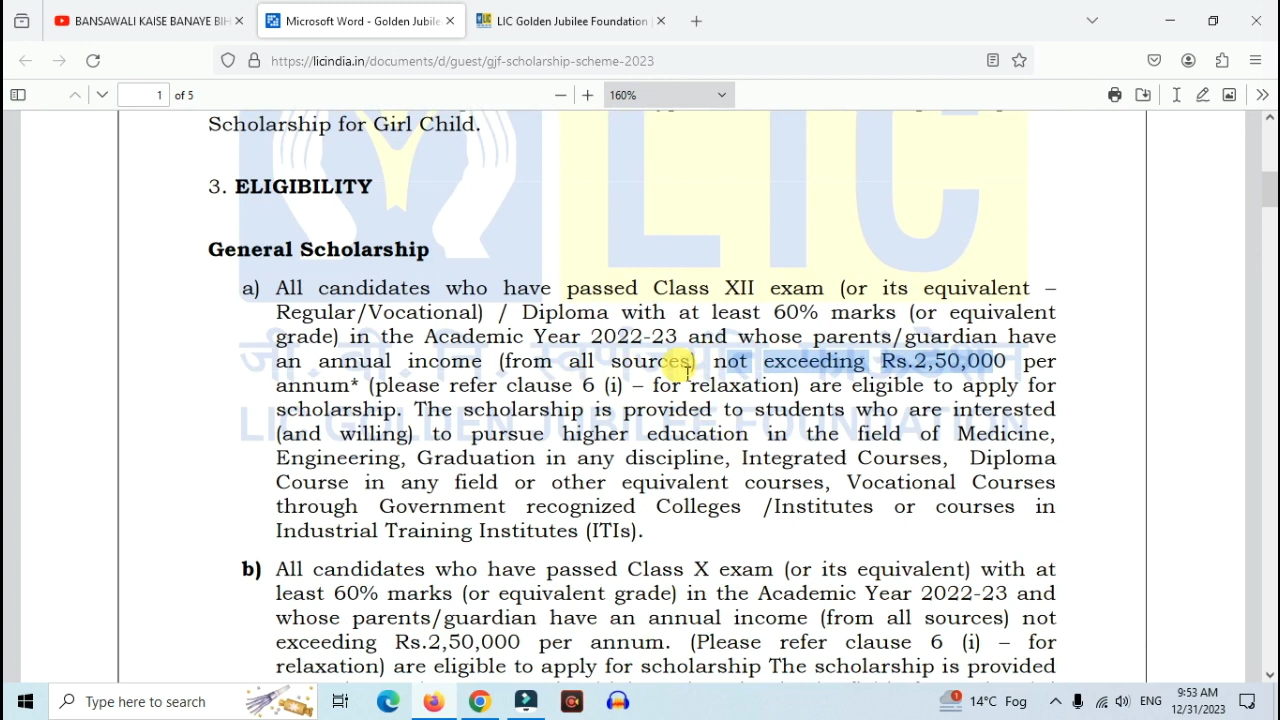 BANSAWALI KAISE BANAYE BIH
Microsoft Word - Golden Jubile
LIC Golden Jubilee Foundation |
https://licindia.in/documents/d/guest/gjf-scholarship-scheme-2023
1 of 5
160%
Scholarship for Girl Child.
3. ELIGIBILITY
General Scholarship
a) All candidates who have passed Class XII exam (or its equivalent –
Regular/Vocational) / Diploma with at least 60% marks (or equivalent
grade) in the Academic Year 2022-23 and whose parents/guardian have
an annual income (from all sources) not exceeding Rs.2,50,000 per
annum* (please refer clause 6 (i) – for relaxation) are eligible to apply for
scholarship. The scholarship is provided to students who are interested
(and willing) to pursue higher education in the field of Medicine,
Engineering, Graduation in any discipline, Integrated Courses, Diploma
Course in any field or other equivalent courses, Vocational Courses
through Government recognized Colleges /Institutes or courses in
Industrial Training Institutes (ITIs).
b) All candidates who have passed Class X exam (or its equivalent) with at
least 60% marks (or equivalent grade) in the Academic Year 2022-23 and
whose parents/guardian have an annual income (from all sources) not
exceeding Rs.2,50,000 per annum. (Please refer clause 6 (i) – for
relaxation) are eligible to apply for scholarship The scholarship is provided
LIC
LIC GOLDEN JUBILEE FOUNDATION
Type here to search
14°C Fog
ENG
9:53 AM
12/31/2023